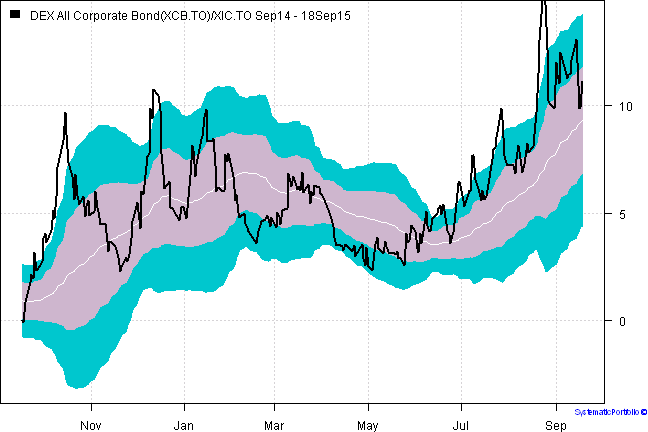 DEX All Corporate Bond(XCB.TO)/XIC.TO Sep14 - 18Sep15
10
5
0
Nov Jan Mar May Jul Sep
SystematicPortfolio ©